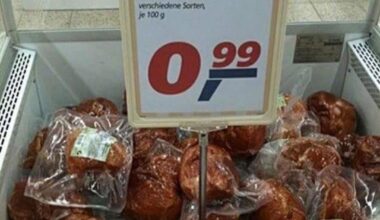 verschiedene Sorten,
je 100 g
0,99